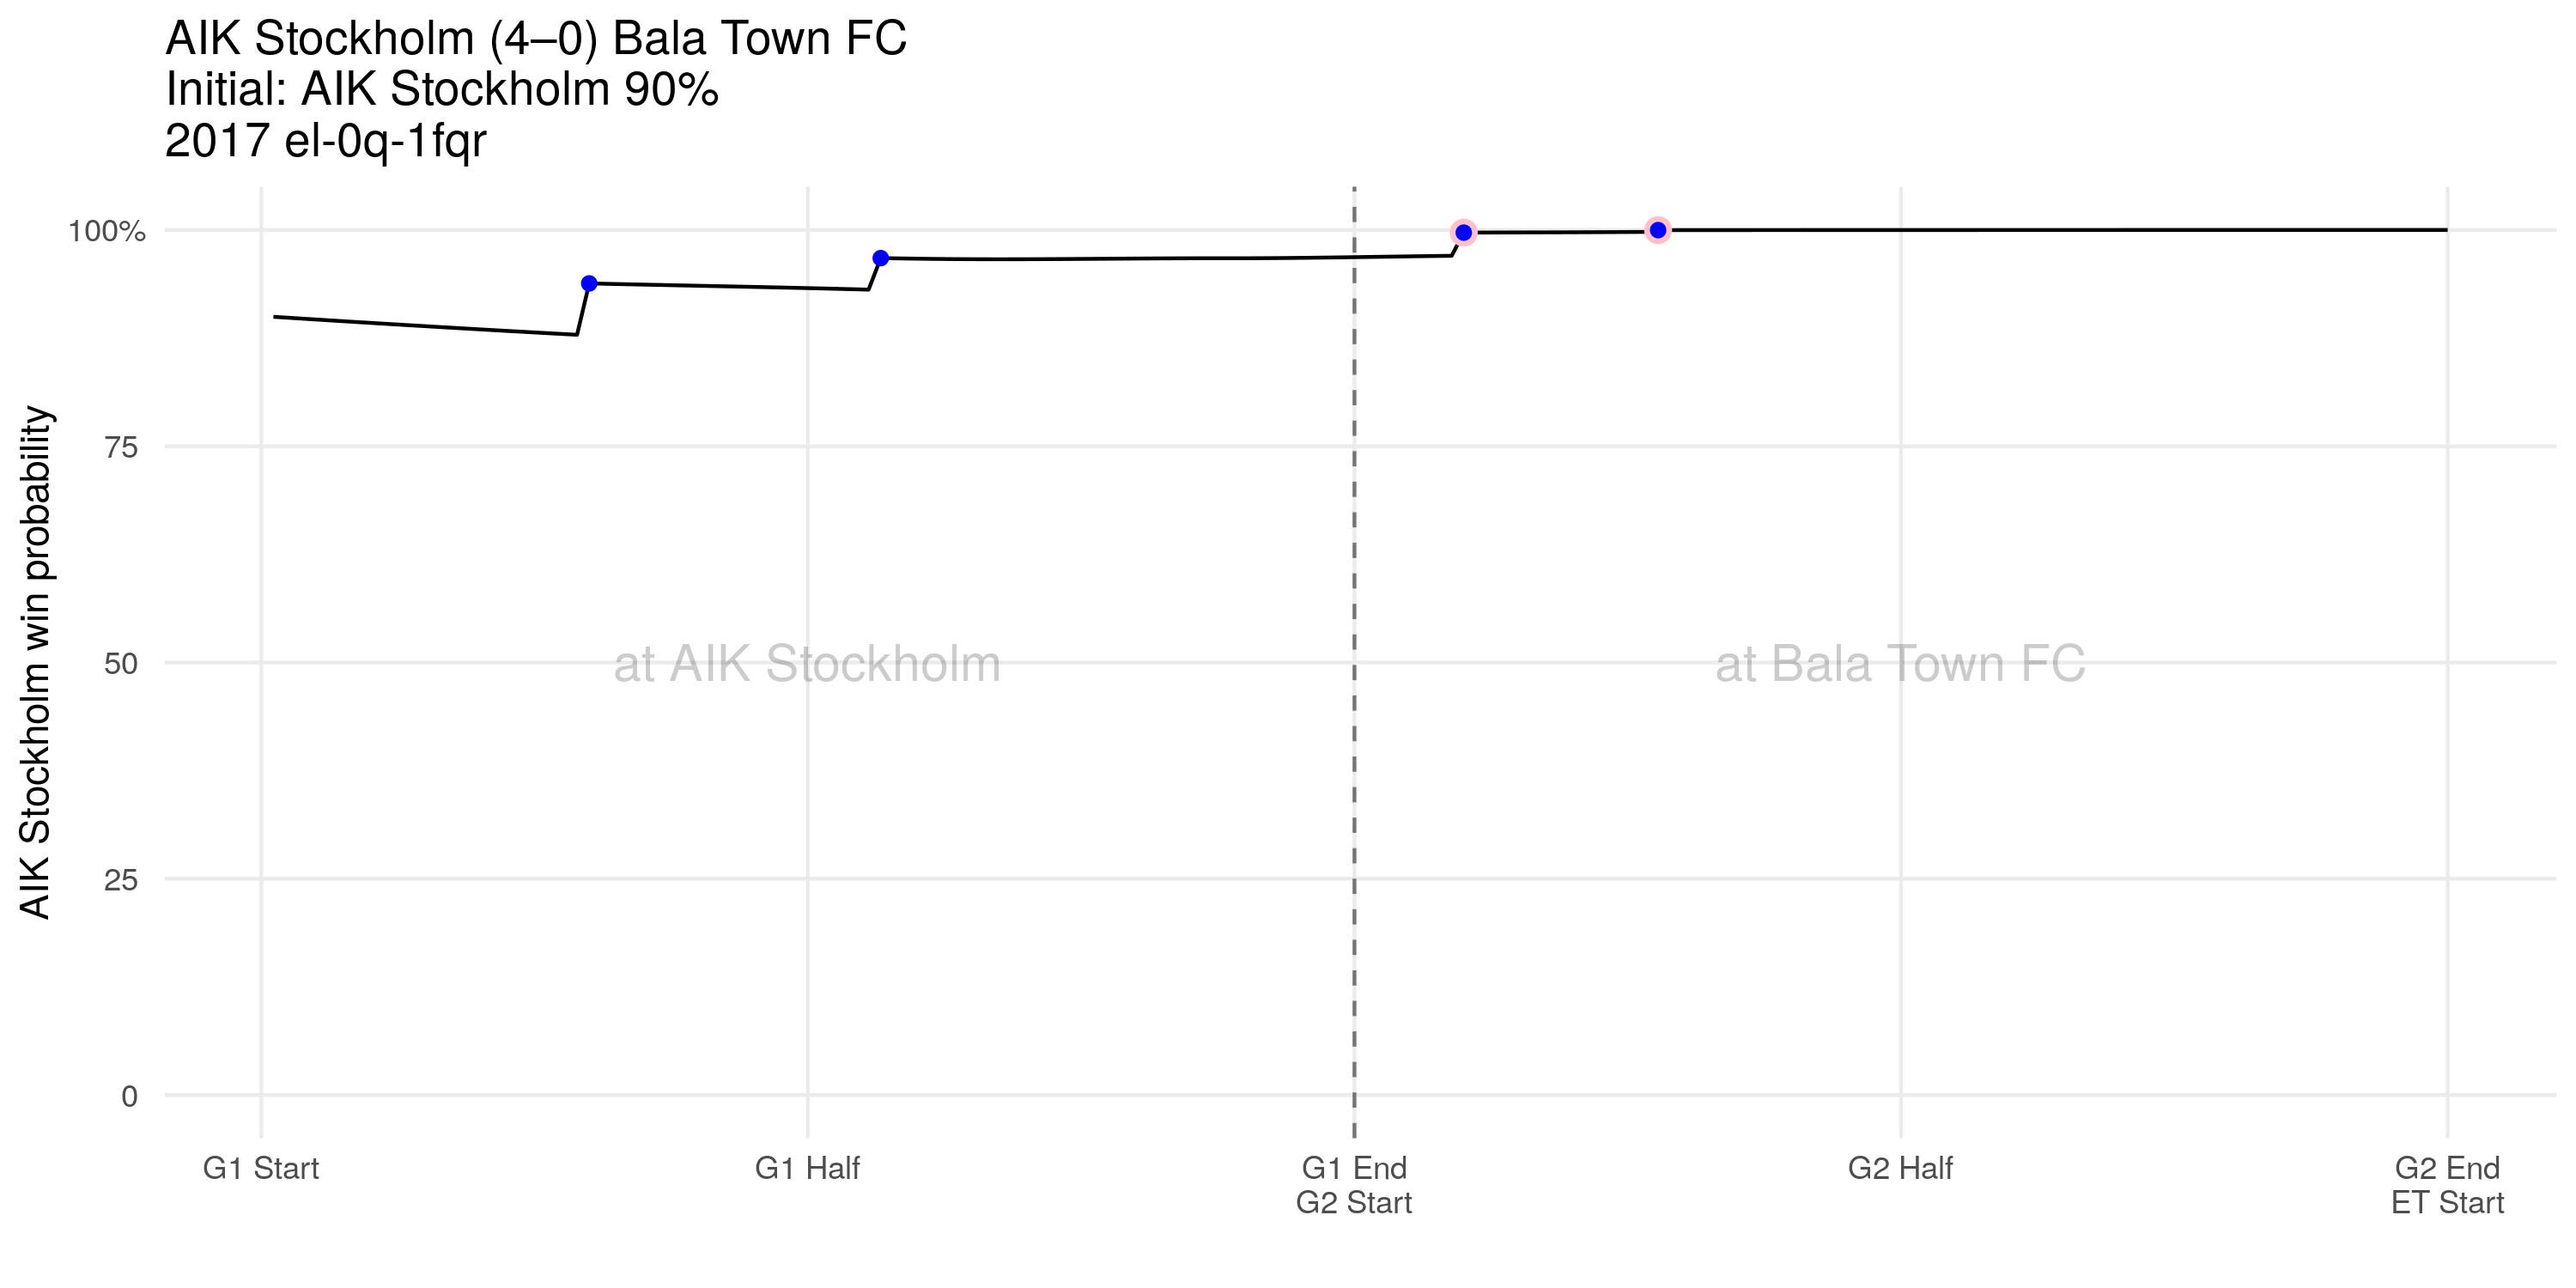 AIK Stockholm (4–0) Bala Town FC
Initial: AIK Stockholm 90%
2017 el-0q-1fqr
AIK Stockholm win probability
100%
75
50
25
0
at AIK Stockholm
at Bala Town FC
G1 Start
G1 Half
G1 End
G2 Start
G2 Half
G2 End
ET Start